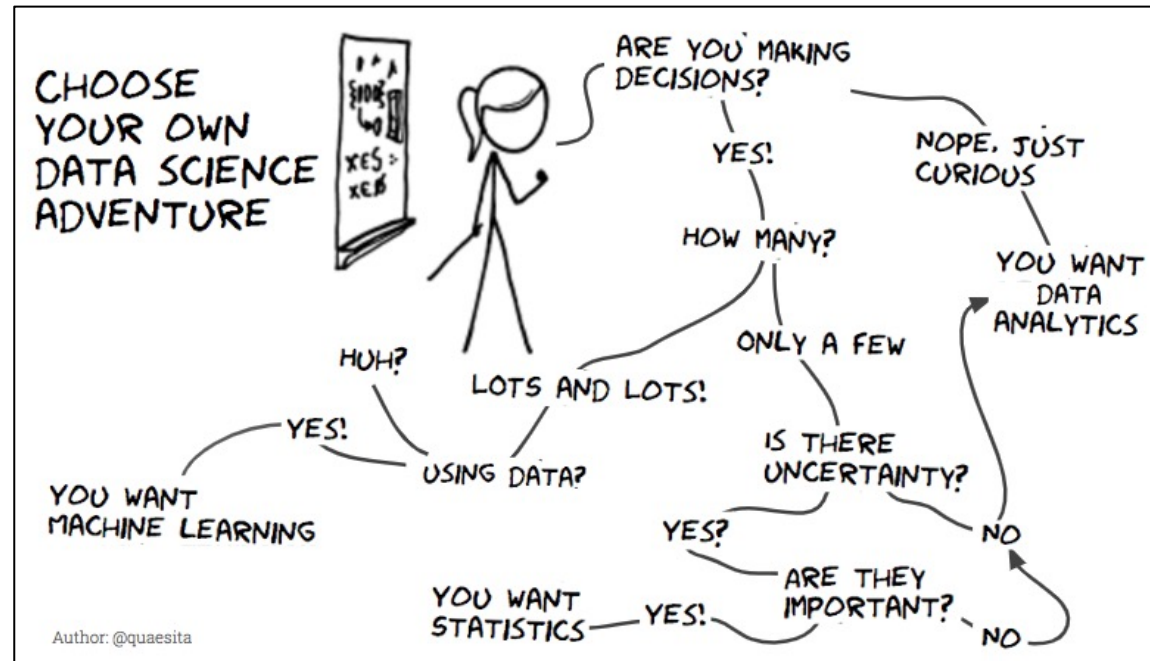 CHOOSE
YOUR OWN
DATA SCIENCE
ADVENTURE
ARE YOU MAKING
DECISIONS?
YES!
NOPE, JUST
CURIOUS
HOW MANY?
YOU WANT
DATA
ANALYTICS
ONLY A FEW
LOTS AND LOTS!
HUH?
YES!
USING DATA?
YOU WANT
MACHINE LEARNING
IS THERE
UNCERTAINTY?
YES?
NO
ARE THEY
IMPORTANT?
YES!
NO
YOU WANT
STATISTICS
Author: @quaesita